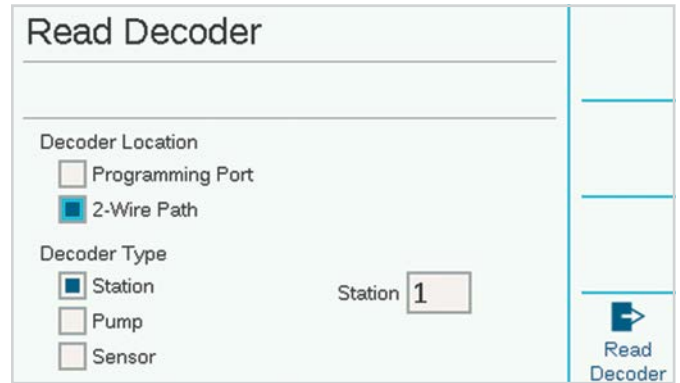 Read Decoder
Decoder Location
Programming Port
2-Wire Path
Decoder Type
Station
Station 1
Pump
Sensor
Read
Decoder